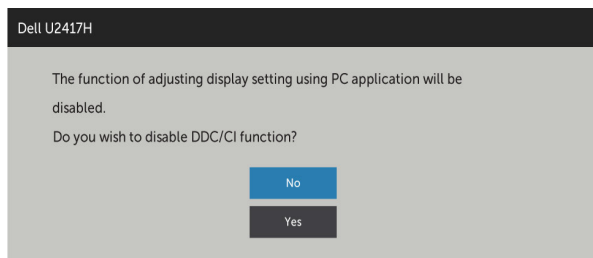 Dell U2417H
The function of adjusting display setting using PC application will be
disabled.
Do you wish to disable DDC/CI function?
No
Yes